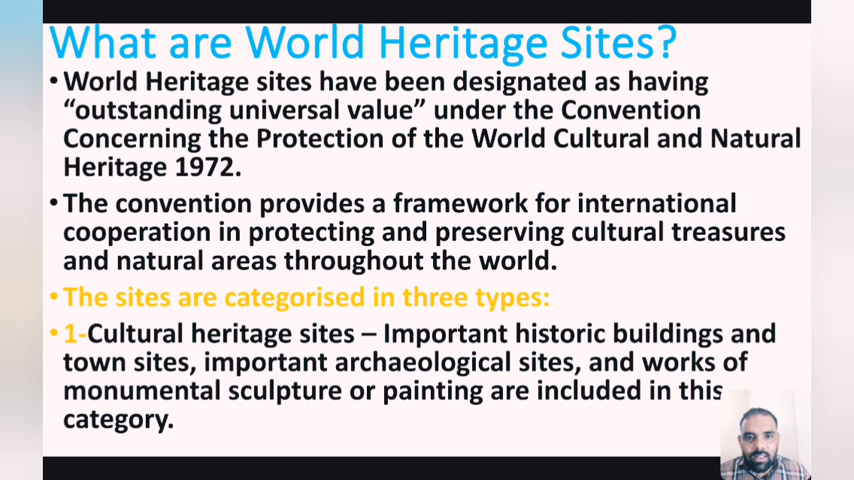 What are World Heritage Sites?
• World Heritage sites have been designated as having
“outstanding universal value” under the Convention
Concerning the Protection of the World Cultural and Natural
Heritage 1972.
• The convention provides a framework for international
cooperation in protecting and preserving cultural treasures
and natural areas throughout the world.
• The sites are categorised in three types:
• 1-Cultural heritage sites – Important historic buildings and
town sites, important archaeological sites, and works of
monumental sculpture or painting are included in this
category.